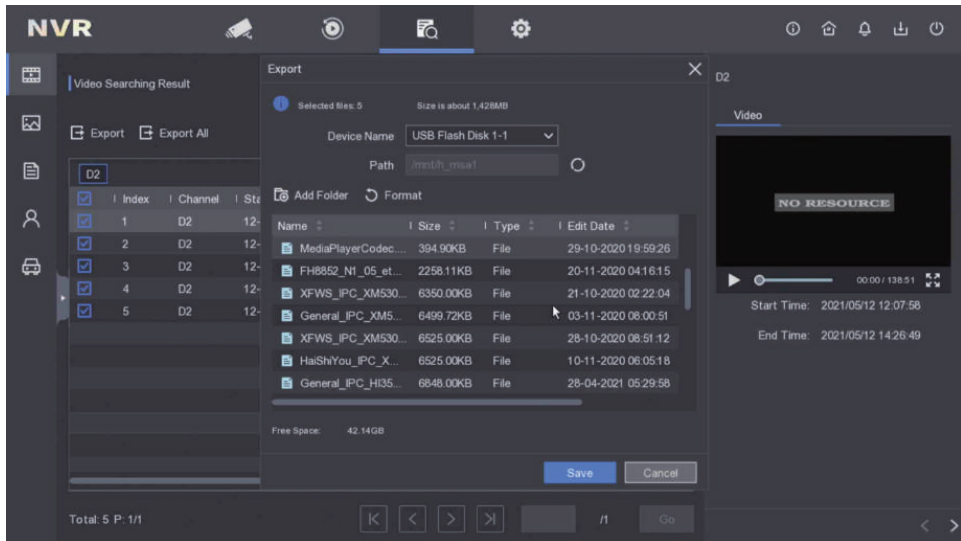 NVR
Video Searching Result
Export
Export All
D2
Index Channel Sta
1 D2 12-
2 D2 12-
3 D2 12-
4 D2 12-
5 D2 12-
Total: 5 P: 1/1
/1 Go
Export
Selected files: 5 Size is about 1,428MB
Device Name USB Flash Disk 1-1
Path /mnt/h_msa1
Add Folder Format
Name Size Type Edit Date
MediaPlayerCodec.... 394.90KB File 29-10-2020 19:59:26
FH8852_N1_05_et... 2258.11KB File 20-11-2020 04:16:15
XFWS_IPC_XM530... 6350.00KB File 21-10-2020 02:22:04
General_IPC_XM5... 6499.72KB File 03-11-2020 08:00:51
XFWS_IPC_XM530... 6525.00KB File 28-10-2020 08:51:12
HaiShiYou_IPC_X... 6525.00KB File 10-11-2020 06:05:18
General_IPC_HI35... 6848.00KB File 28-04-2021 05:29:58
Free Space: 42.14GB
Save Cancel
D2
Video
NO RESOURCE
00:00 / 138:51
Start Time: 2021/05/12 12:07:58
End Time: 2021/05/12 14:26:49